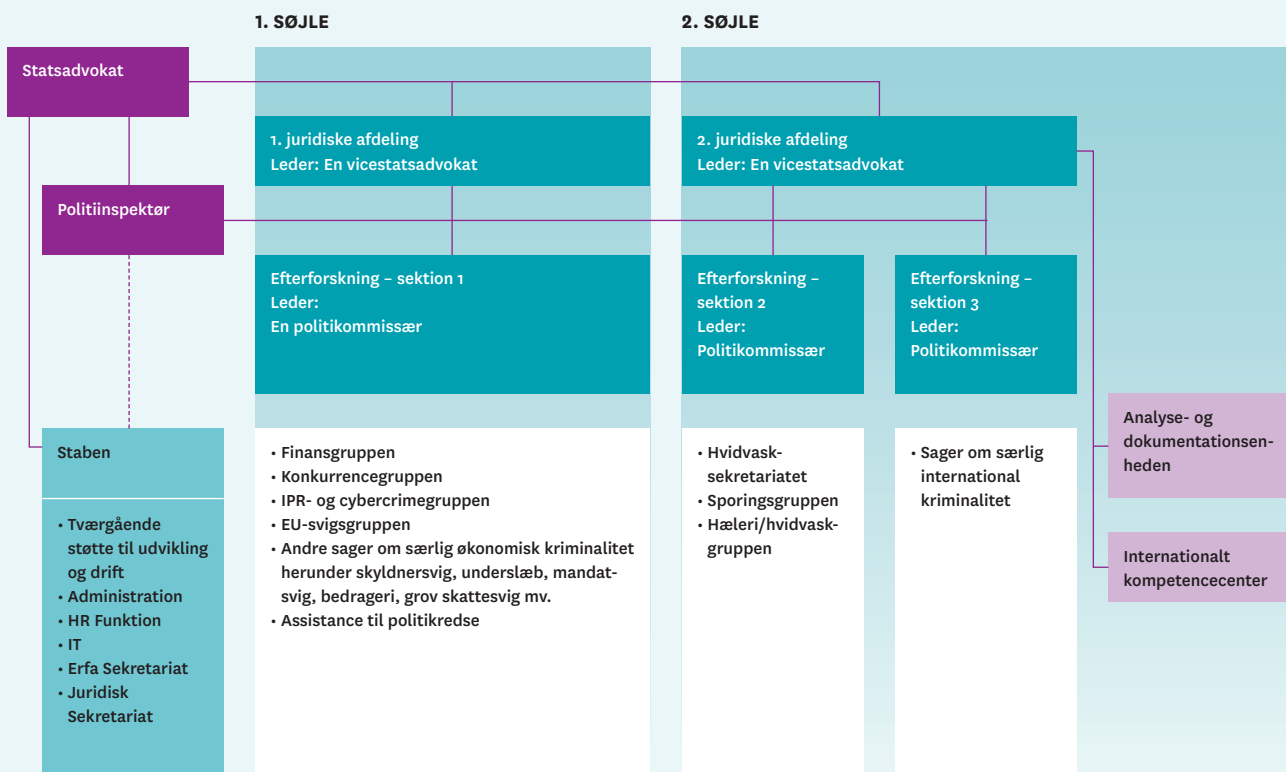 1. SØJLE
2. SØJLE
Statsadvokat
1. juridiske afdeling
Leder: En vicestatsadvokat
2. juridiske afdeling
Leder: En vicestatsadvokat
Politiinspektør
Efterforskning – sektion 1
Leder:
En politikommissær
Efterforskning –
sektion 2
Leder:
Politikommissær
Efterforskning –
sektion 3
Leder:
Politikommissær
Staben
• Tværgående
støtte til udvikling
og drift
• Administration
• HR Funktion
• IT
• Erfa Sekretariat
• Juridisk
Sekretariat
• Finansgruppen
• Konkurrencegruppen
• IPR- og cybercrimegruppen
• EU-svigsgruppen
• Andre sager om særlig økonomisk kriminalitet
herunder skyldnersvig, underslæb, mandat-
svig, bedrageri, grov skattesvig mv.
• Assistance til politikredse
• Hvidvask-
sekretariatet
• Sporingsgruppen
• Hæleri/hvidvask-
gruppen
• Sager om særlig
international
kriminalitet
Analyse- og
dokumentationsen-
heden
Internationalt
kompetencecenter